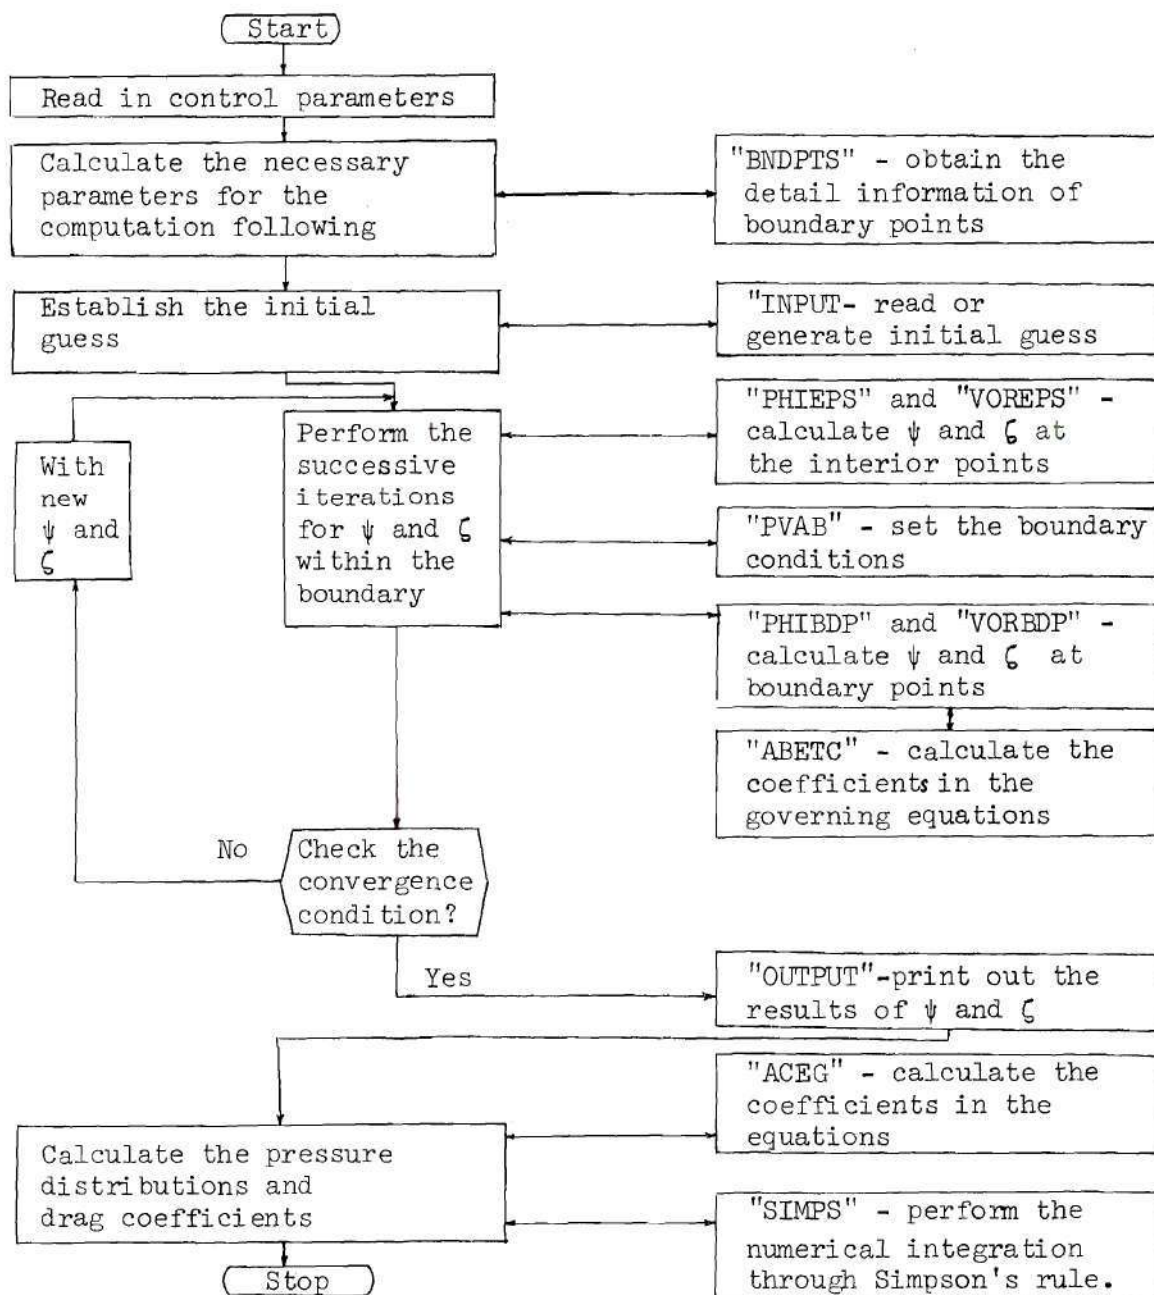 Start
Read in control parameters
Calculate the necessary
parameters for the
computation following
"BNDPTS" - obtain the
detail information of
boundary points
Establish the initial
guess
"INPUT- read or
generate initial guess
With
new
ψ and
ζ
Perform the
successive
iterations
for ψ and ζ
within the
boundary
"PHIEPS" and "VOREPS" -
calculate ψ and ζ at
the interior points
"PVAB" - set the boundary
conditions
"PHIBDP" and "VORBDP" -
calculate ψ and ζ at
boundary points
"ABETC" - calculate the
coefficients in the
governing equations
No
Check the
convergence
condition?
Yes
"OUTPUT"-print out the
results of ψ and ζ
"ACEG" - calculate the
coefficients in the
equations
Calculate the pressure
distributions and
drag coefficients
"SIMPS" - perform the
numerical integration
through Simpson's rule.
Stop